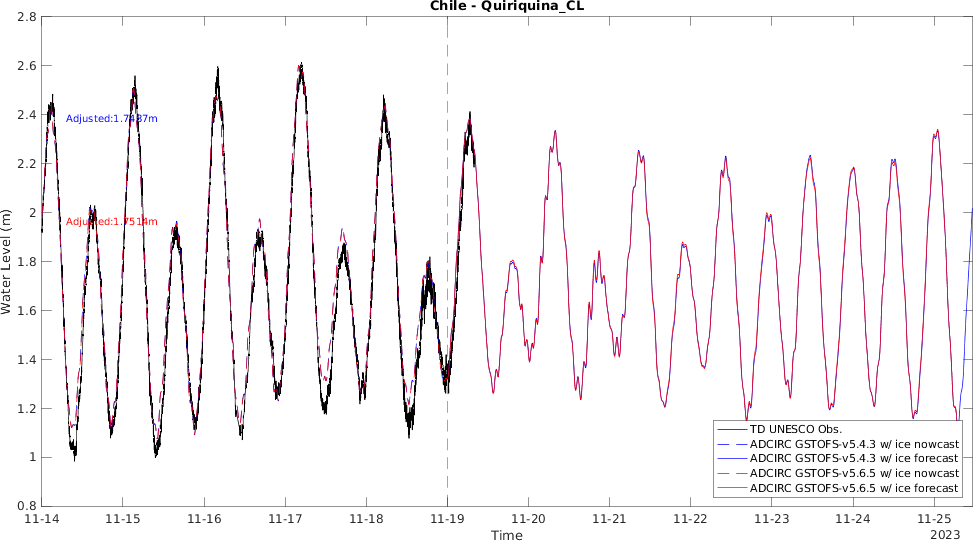 Chile - Quiriquina_CL
2.8
2.6
2.4
2.2
2
1.8
1.6
1.4
1.2
1
0.8
Water Level (m)
Adjusted:1.7487m
Adjusted:1.7514m
TD UNESCO Obs.
ADCIRC GSTOFS-v5.4.3 w/ ice nowcast
ADCIRC GSTOFS-v5.4.3 w/ ice forecast
ADCIRC GSTOFS-v5.6.5 w/ ice nowcast
ADCIRC GSTOFS-v5.6.5 w/ ice forecast
11-14 11-15 11-16 11-17 11-18 11-19 11-20 11-21 11-22 11-23 11-24 11-25
Time
2023